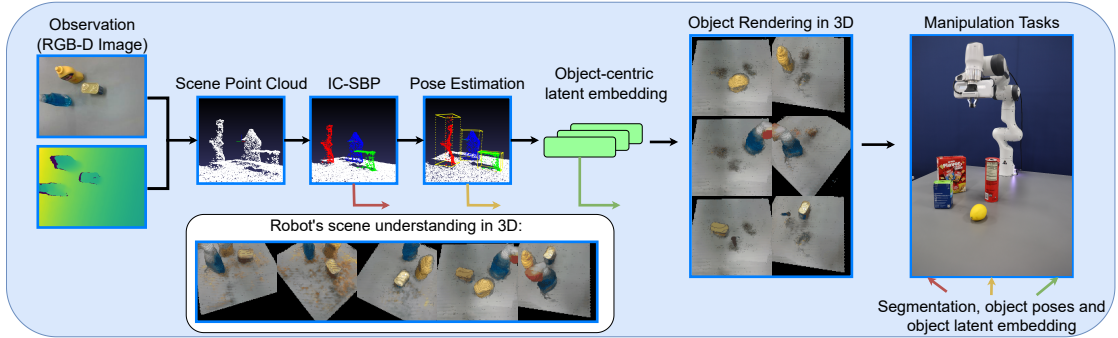 Observation
(RGB-D Image)
Scene Point Cloud
IC-SBP
Pose Estimation
Object-centric
latent embedding
Object Rendering in 3D
Manipulation Tasks
Robot's scene understanding in 3D:
Segmentation, object poses and
object latent embedding